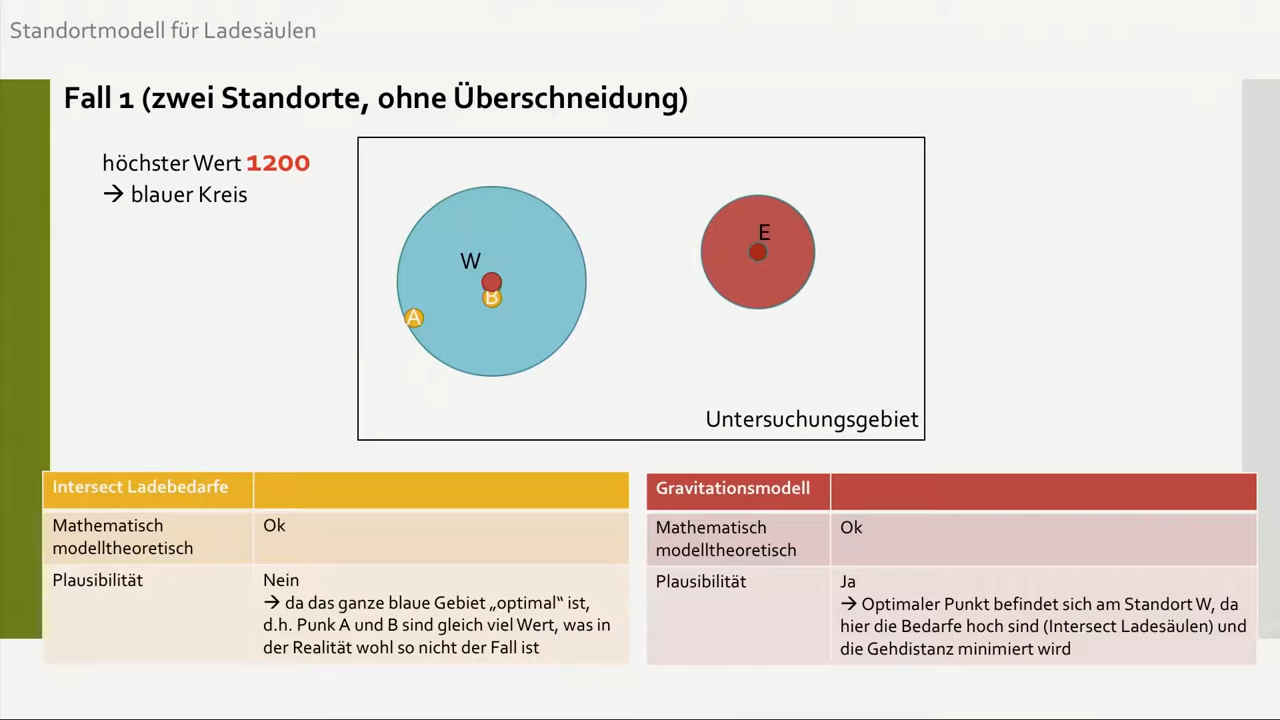 Standortmodell für Ladesäulen
Fall 1 (zwei Standorte, ohne Überschneidung)
höchster Wert 1200
→ blauer Kreis
W
B
A
E
Untersuchungsgebiet
Intersect Ladebedarfe
Mathematisch
modelltheoretisch
Ok
Plausibilität
Nein
→ da das ganze blaue Gebiet „optimal“ ist,
d.h. Punk A und B sind gleich viel Wert, was in
der Realität wohl so nicht der Fall ist
Gravitationsmodell
Mathematisch
modelltheoretisch
Ok
Plausibilität
Ja
→ Optimaler Punkt befindet sich am Standort W, da
hier die Bedarfe hoch sind (Intersect Ladesäulen) und
die Gehdistanz minimiert wird